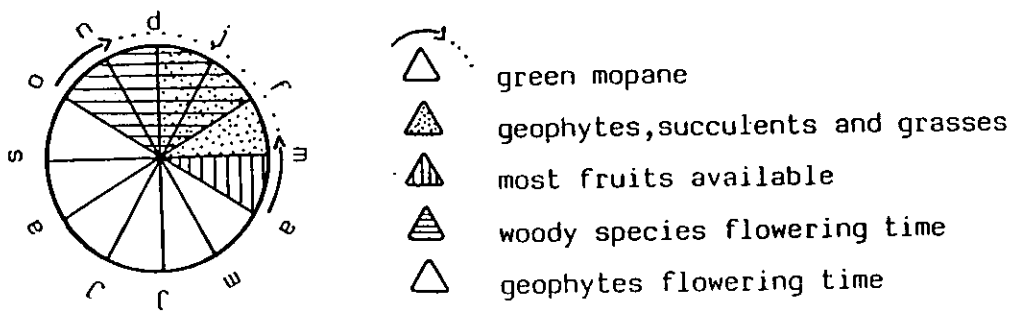 d
j
f
m
a
m
J
J
a
s
o
n
green mopane
geophytes,succulents and grasses
most fruits available
woody species flowering time
geophytes flowering time